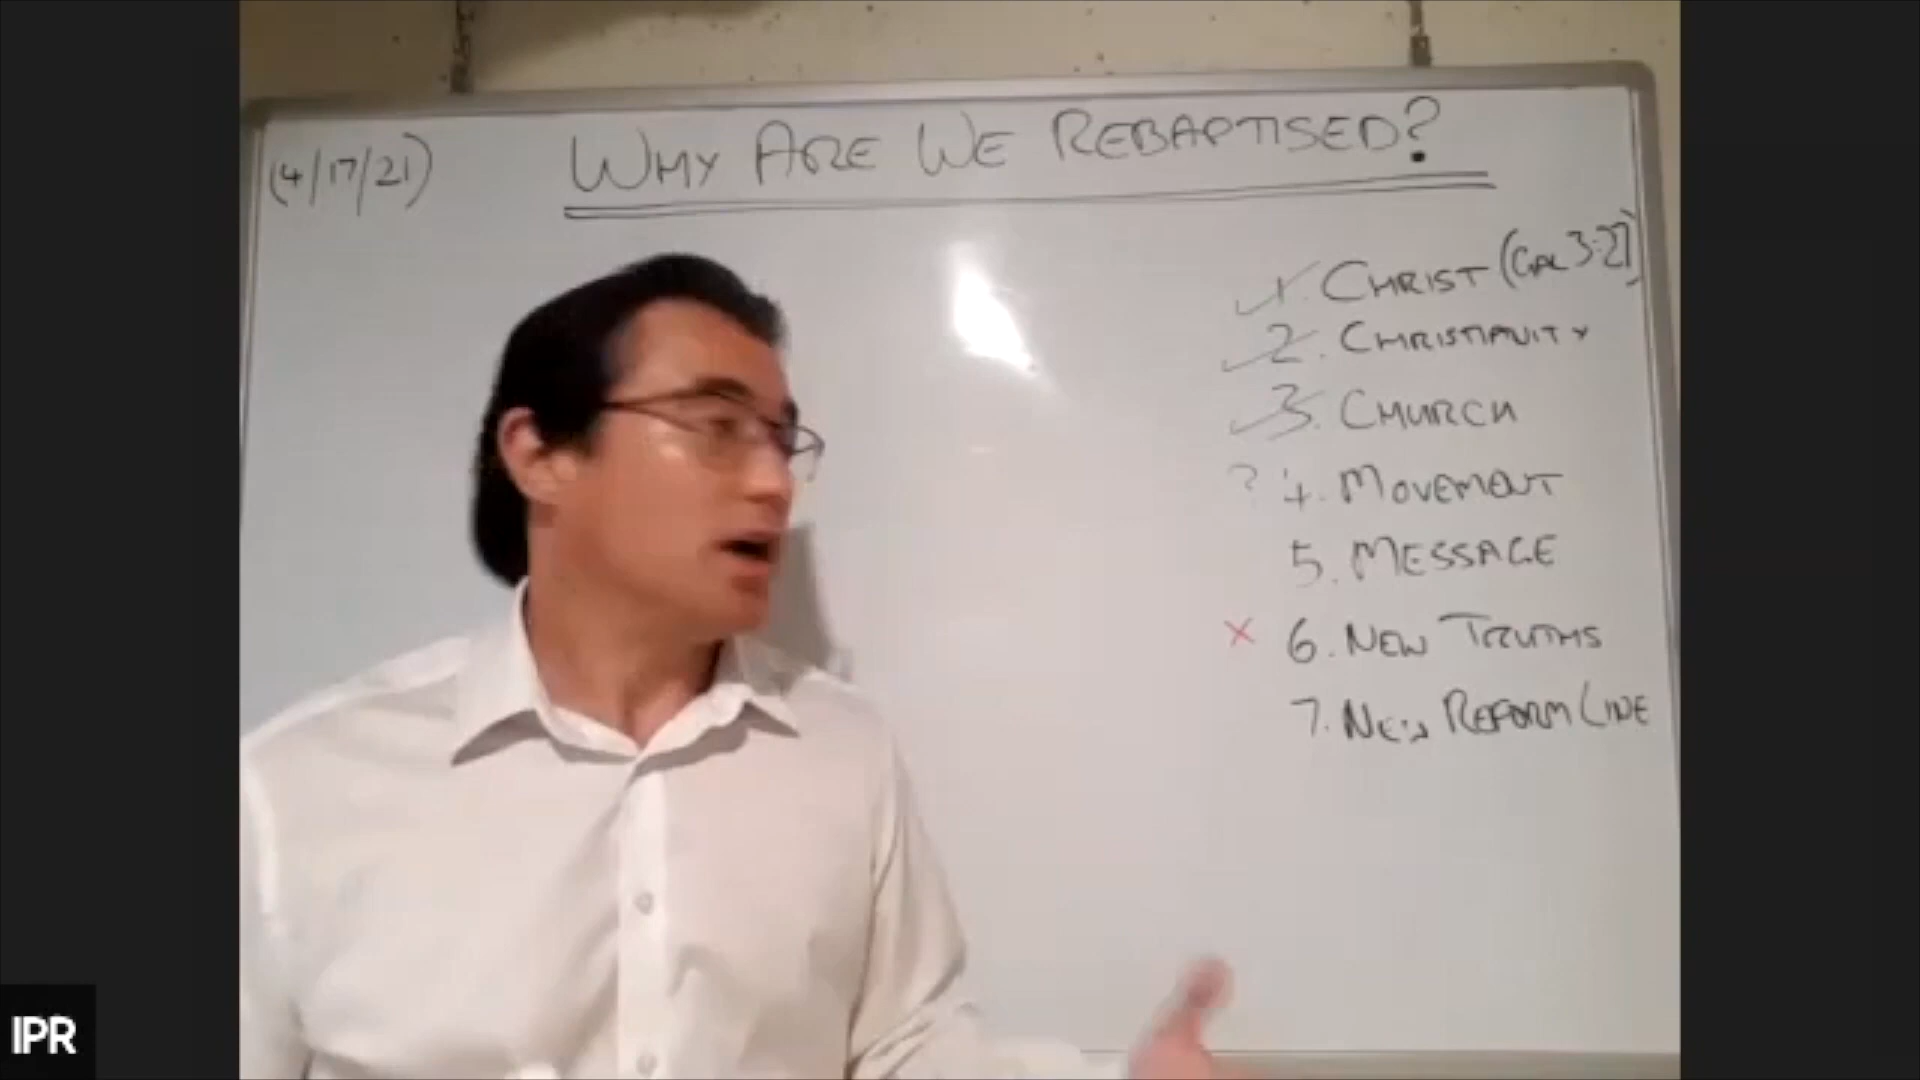 (4/17/21)
WHY ARE WE REBAPTISED?
1. CHRIST (GAL 3:27)
2. CHRISTIANITY
3. CHURCH
? 4. MOVEMENT
5. MESSAGE
× 6. NEW TRUTHS
7. NEW REFORM LINE
IPR